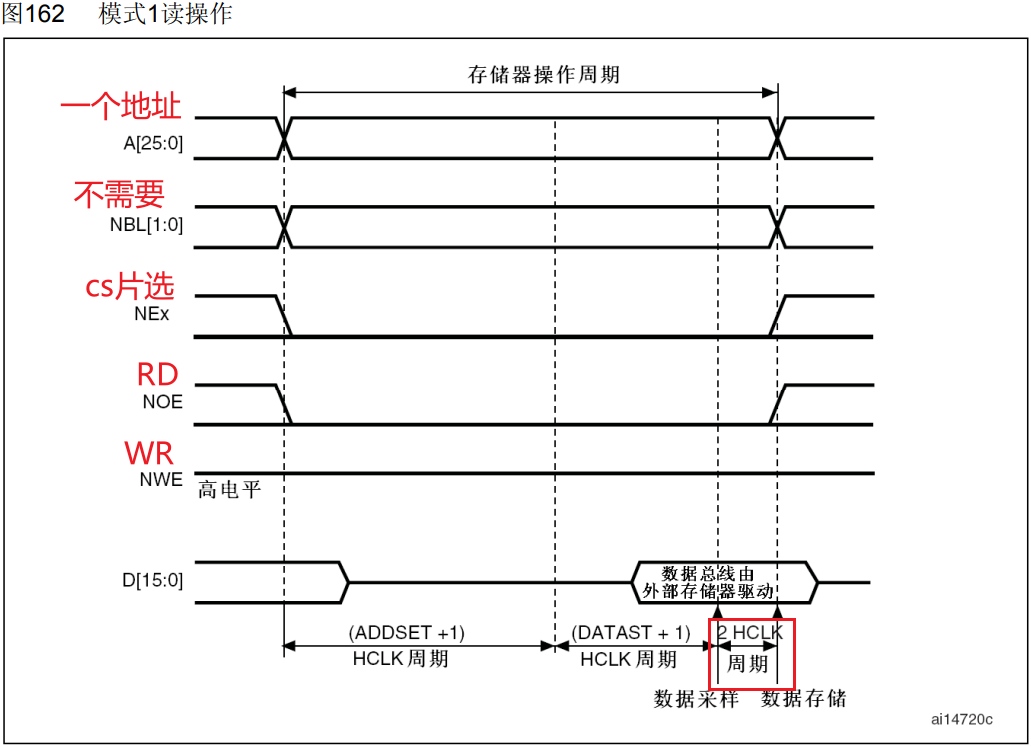 图162 模式1读操作
存储器操作周期
一个地址
A[25:0]
不需要
NBL[1:0]
cs片选
NEx
RD
NOE
WR
NWE
高电平
D[15:0]
数据总线由
外部存储器驱动
(ADDSET +1)
HCLK 周期
(DATAST + 1)
HCLK 周期
2 HCLK
周期
数据采样
数据存储
ai14720c